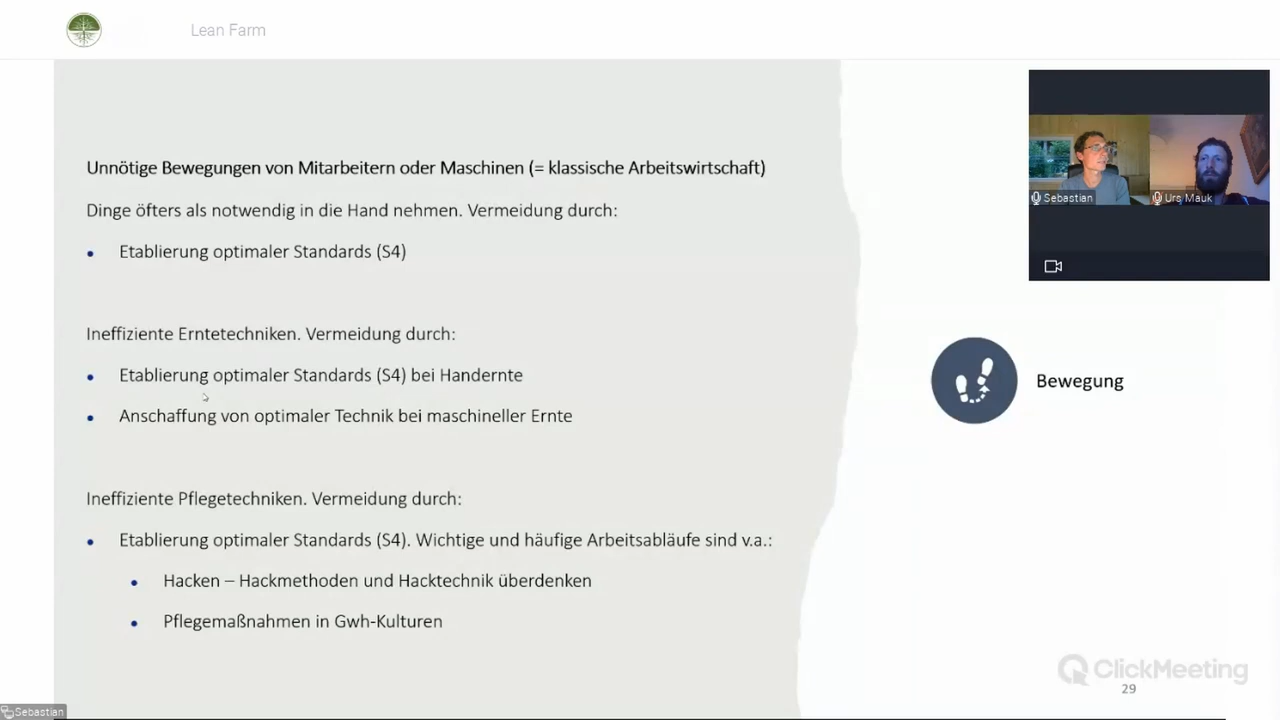 Lean Farm
Unnötige Bewegungen von Mitarbeitern oder Maschinen (= klassische Arbeitswirtschaft)
Dinge öfters als notwendig in die Hand nehmen. Vermeidung durch:
• Etablierung optimaler Standards (S4)
Ineffiziente Erntetechniken. Vermeidung durch:
• Etablierung optimaler Standards (S4) bei Handernte
• Anschaffung von optimaler Technik bei maschineller Ernte
Ineffiziente Pflegetechniken. Vermeidung durch:
• Etablierung optimaler Standards (S4). Wichtige und häufige Arbeitsabläufe sind v.a.:
• Hacken – Hackmethoden und Hacktechnik überdenken
• Pflegemaßnahmen in Gwh-Kulturen
Sebastian
Urs Mauk
Bewegung
ClickMeeting
29
Sebastian